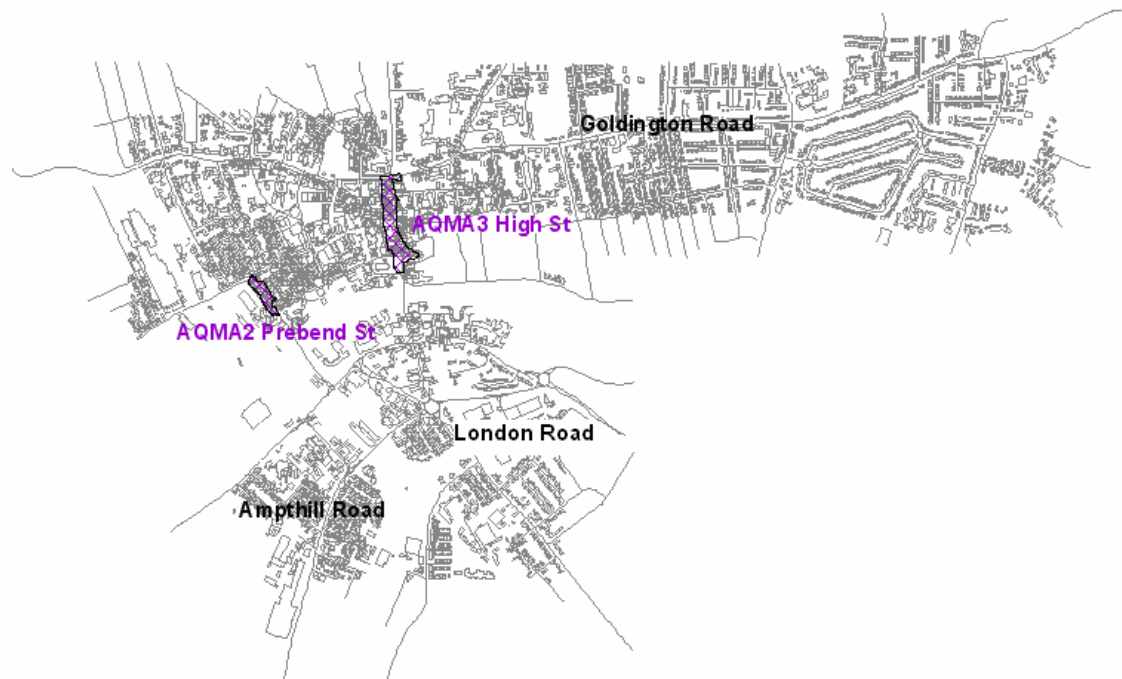 Goldington Road
AQMA3 High St
AQMA2 Prebend St
London Road
Ampthill Road